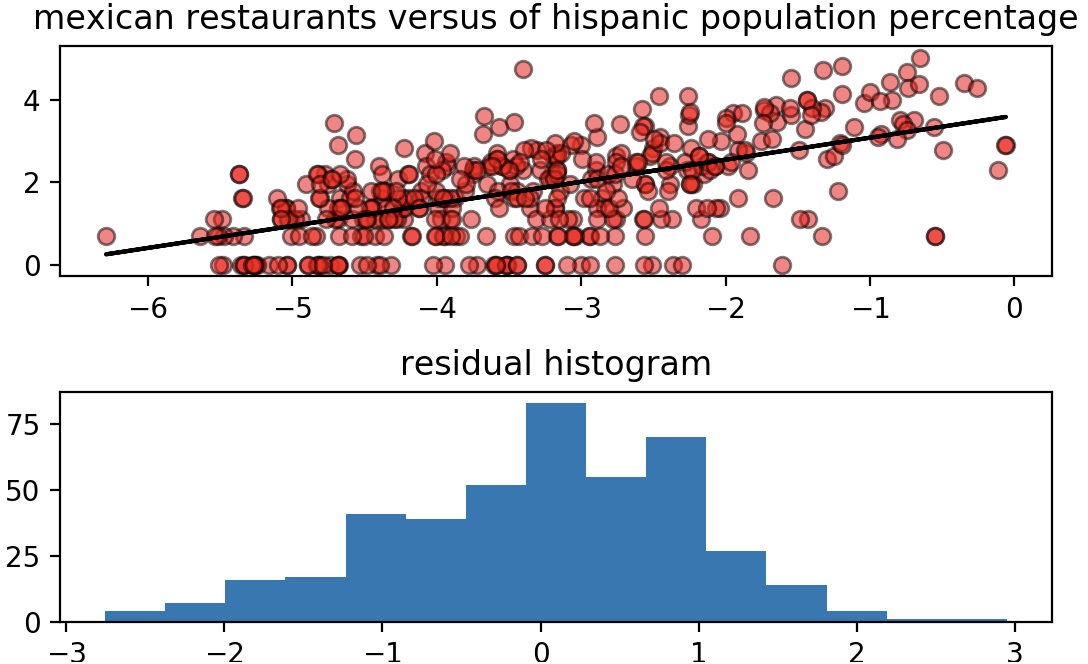 mexican restaurants versus of hispanic population percentage
4
2
0
−6 −5 −4 −3 −2 −1 0
residual histogram
75
50
25
0
−3 −2 −1 0 1 2 3